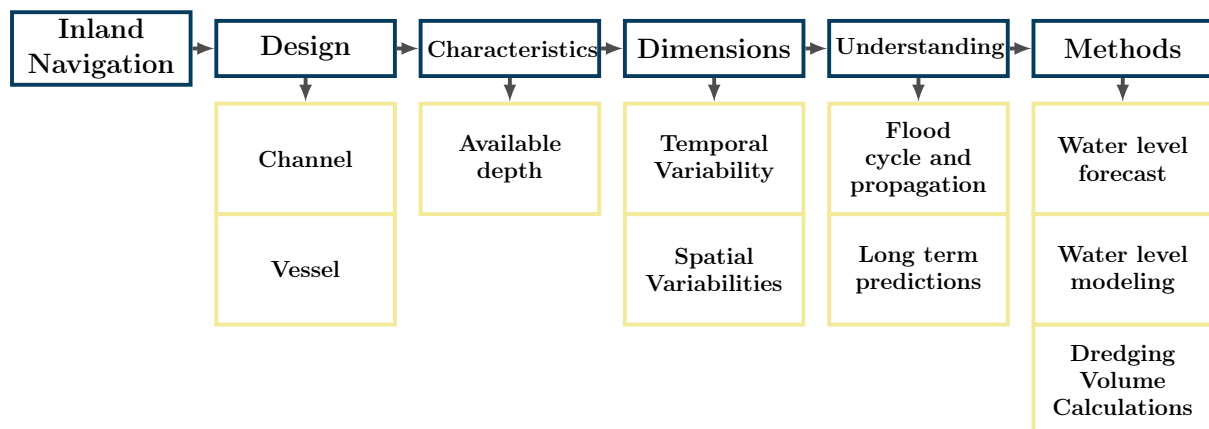 Inland
Navigation
Design
Characteristics
Dimensions
Understanding
Methods
Channel
Vessel
Available
depth
Temporal
Variability
Spatial
Variabilities
Flood
cycle and
propagation
Long term
predictions
Water level
forecast
Water level
modeling
Dredging
Volume
Calculations